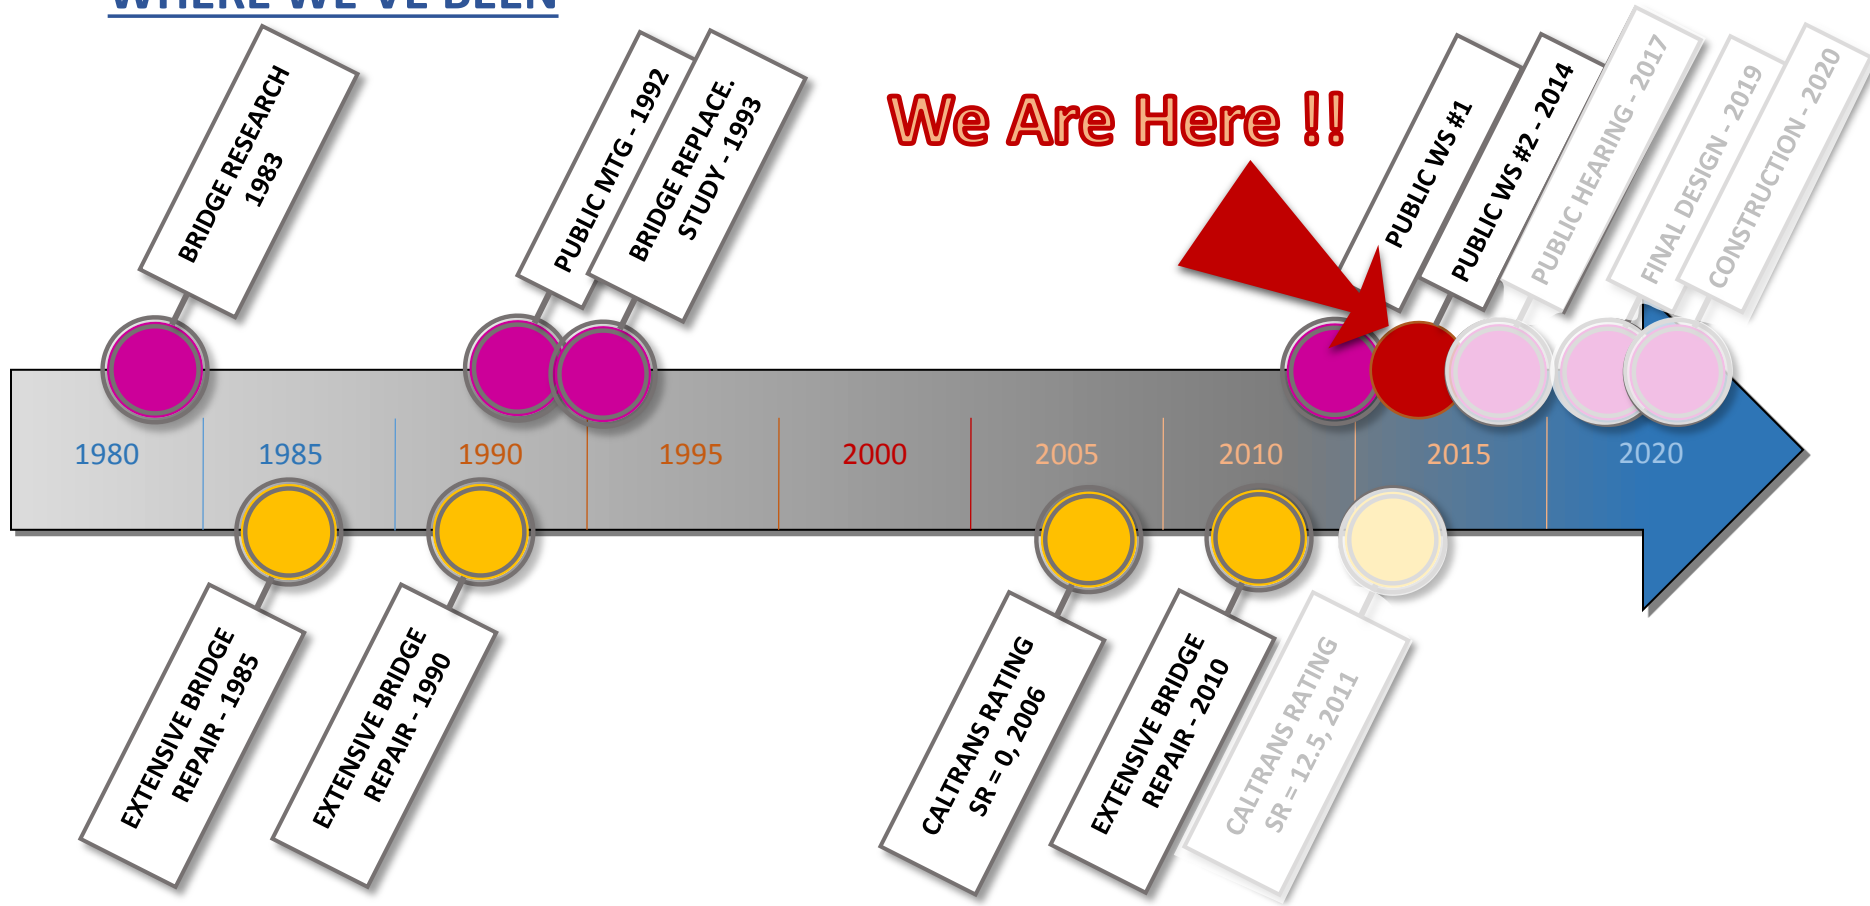 WHERE WE'VE BEEN
BRIDGE RESEARCH
1983
PUBLIC MTG - 1992
BRIDGE REPLACE.
STUDY - 1993
We Are Here !!
PUBLIC WS #1
PUBLIC WS #2 - 2014
PUBLIC HEARING - 2017
FINAL DESIGN - 2019
CONSTRUCTION - 2020
1980
1985
1990
1995
2000
2005
2010
2015
2020
EXTENSIVE BRIDGE
REPAIR - 1985
EXTENSIVE BRIDGE
REPAIR - 1990
CALTRANS RATING
SR = 0, 2006
EXTENSIVE BRIDGE
REPAIR - 2010
CALTRANS RATING
SR = 12.5, 2011